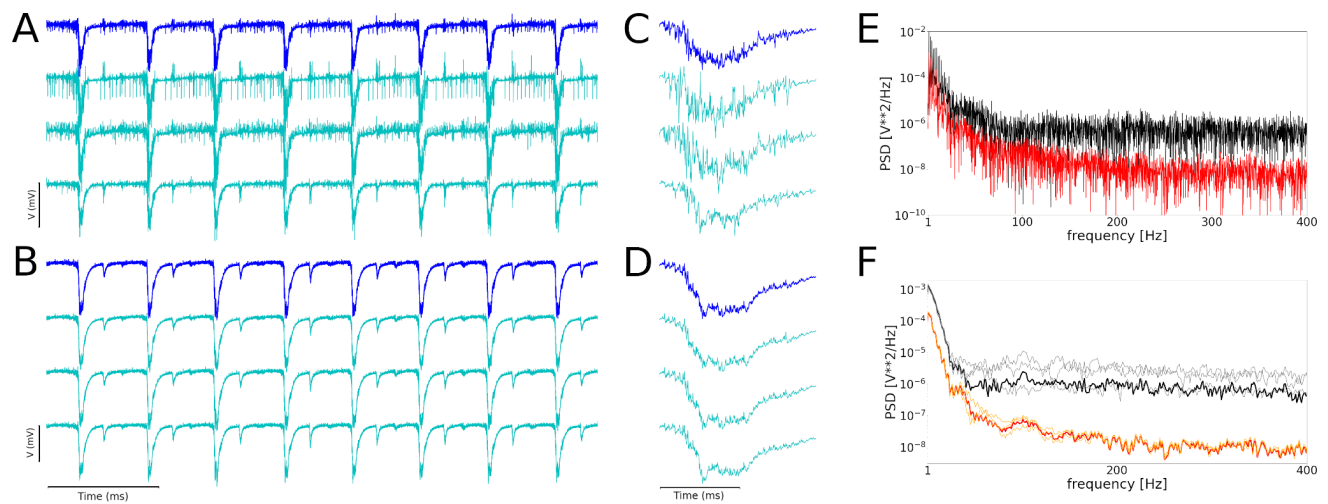 A
V (mV)
B
V (mV)
Time (ms)
C
D
Time (ms)
E
10−2
10−4
10−6
10−8
10−10
PSD [V**2/Hz]
1
100
200
300
400
frequency [Hz]
F
10−3
10−4
10−5
10−6
10−7
10−8
PSD [V**2/Hz]
1
200
400
frequency [Hz]